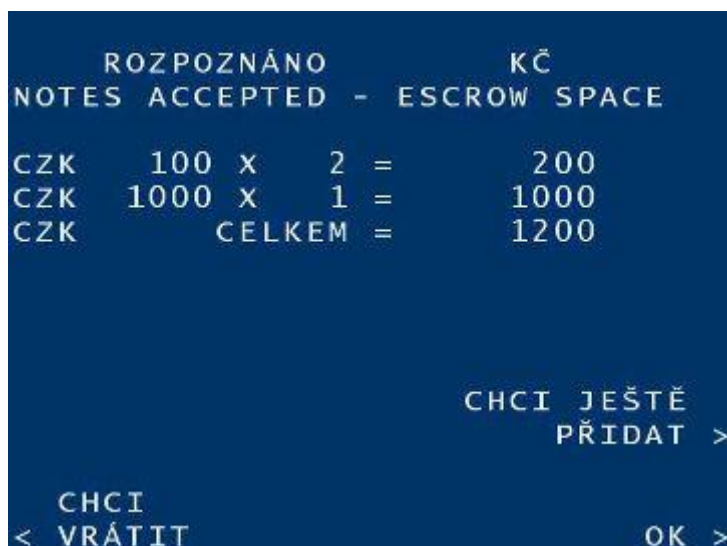 ROZPOZNÁNO KČ
NOTES ACCEPTED - ESCROW SPACE
CZK 100 X 2 = 200
CZK 1000 X 1 = 1000
CZK CELKEM = 1200
CHCI JEŠTĚ
PŘIDAT >
CHCI
< VRÁTIT OK >